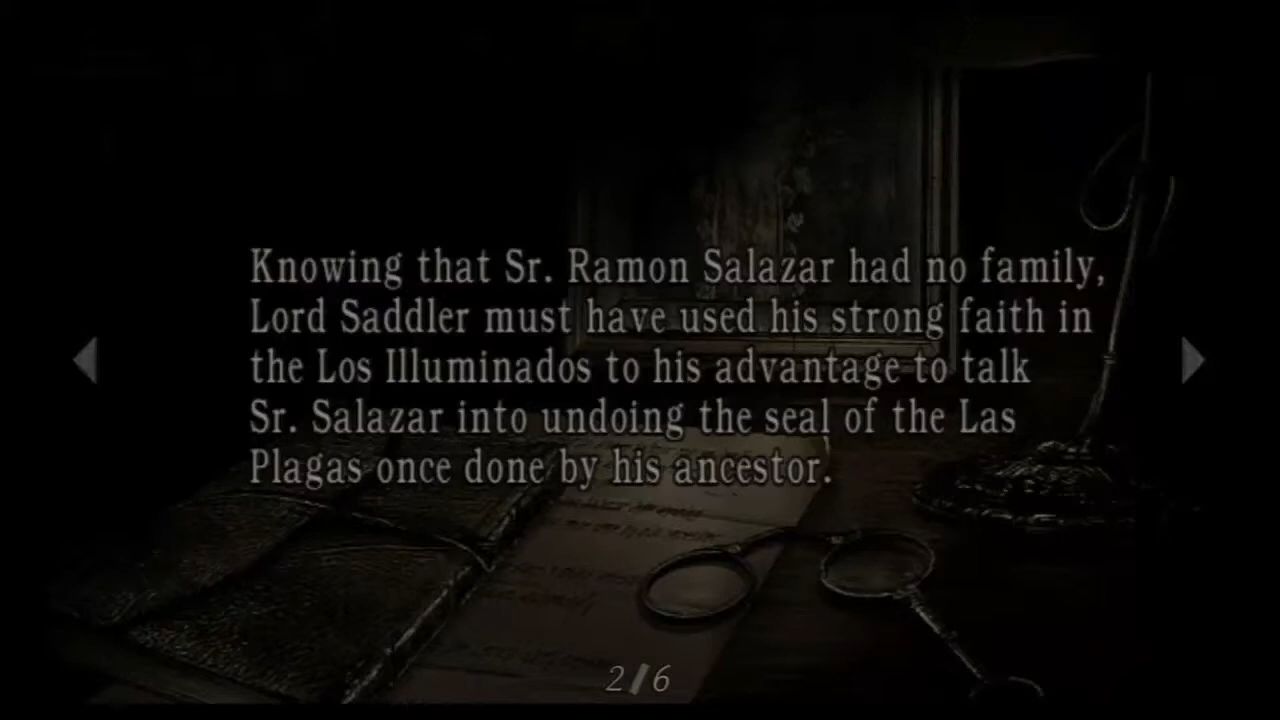 Knowing that Sr. Ramon Salazar had no family,
Lord Saddler must have used his strong faith in
the Los Illuminados to his advantage to talk
Sr. Salazar into undoing the seal of the Las
Plagas once done by his ancestor.
2/6